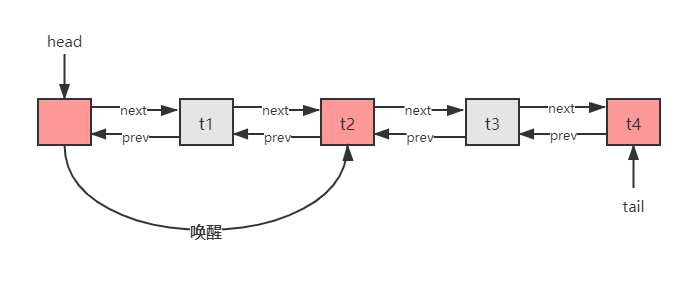 head
next
next
next
next
t1
t2
t3
t4
prev
prev
prev
prev
tail
唤醒